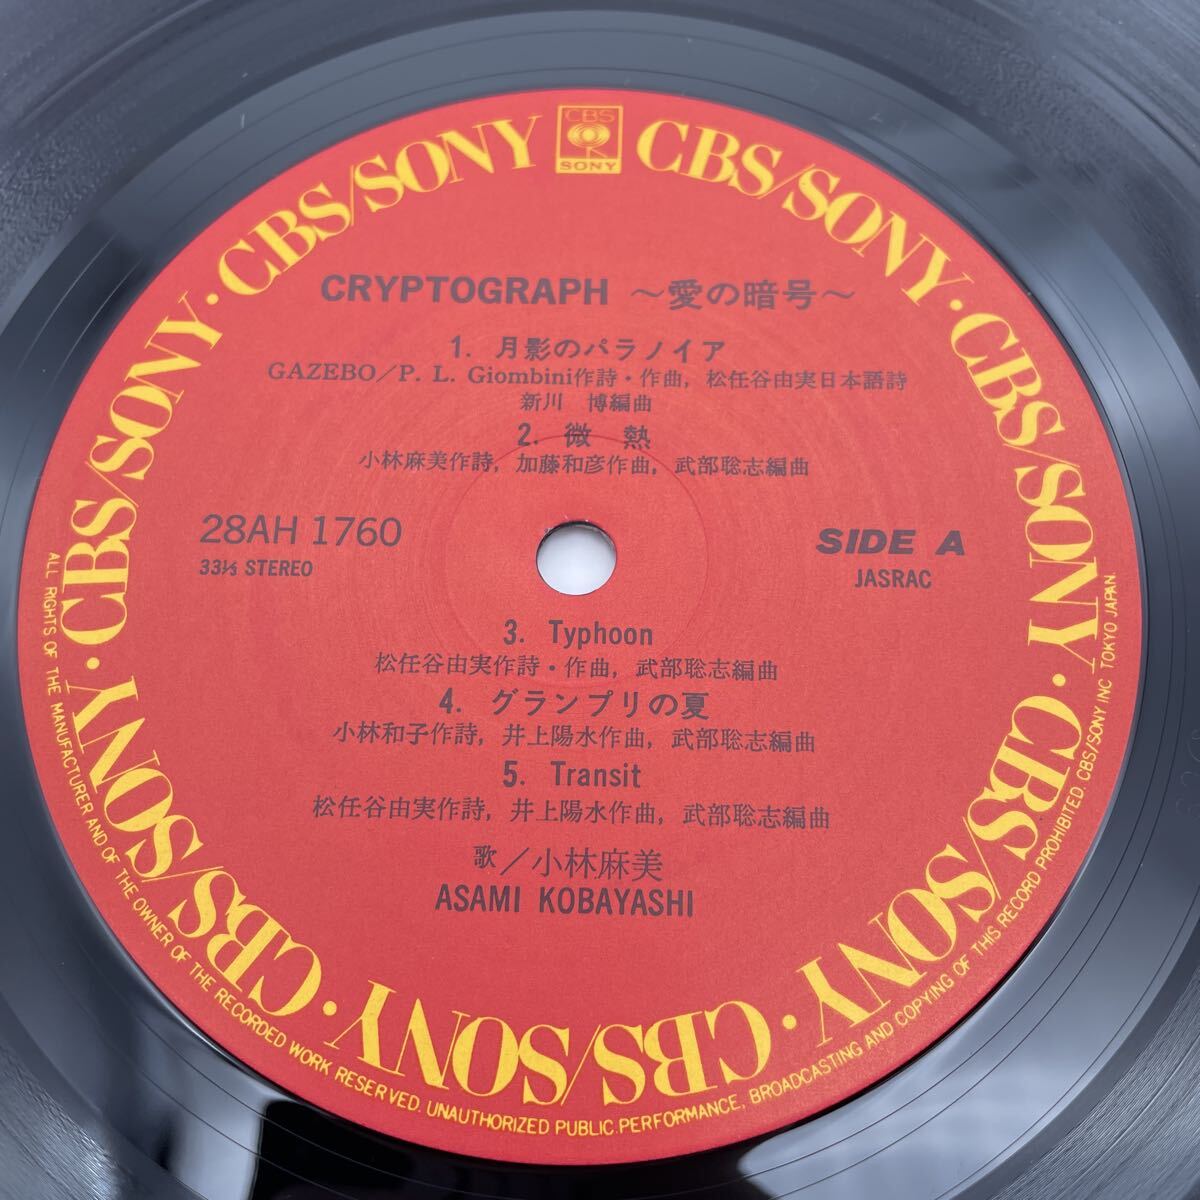 CBS
SONY
CBS/SONY · CBS/SONY · CBS/SONY · CBS/SONY · CBS/SONY · CBS/SONY · CBS/SONY · CBS/SONY
CRYPTOGRAPH ～愛の暗号～
1. 月影のパラノイア
GAZEBO/P. L. Giombini作詩・作曲, 松任谷由実日本語詩
新川 博編曲
2. 微 熱
小林麻美作詩, 加藤和彦作曲, 武部聡志編曲
28AH 1760
33⅓ STEREO
SIDE A
JASRAC
3. Typhoon
松任谷由実作詩・作曲, 武部聡志編曲
4. グランプリの夏
小林和子作詩, 井上陽水作曲, 武部聡志編曲
5. Transit
松任谷由実作詩, 井上陽水作曲, 武部聡志編曲
歌/小林麻美
ASAMI KOBAYASHI
ALL RIGHTS OF THE MANUFACTURER AND OF THE OWNER OF THE RECORDED WORK RESERVED. UNAUTHORIZED PUBLIC PERFORMANCE, BROADCASTING AND COPYING OF THIS RECORD PROHIBITED. CBS/SONY INC. TOKYO JAPAN.